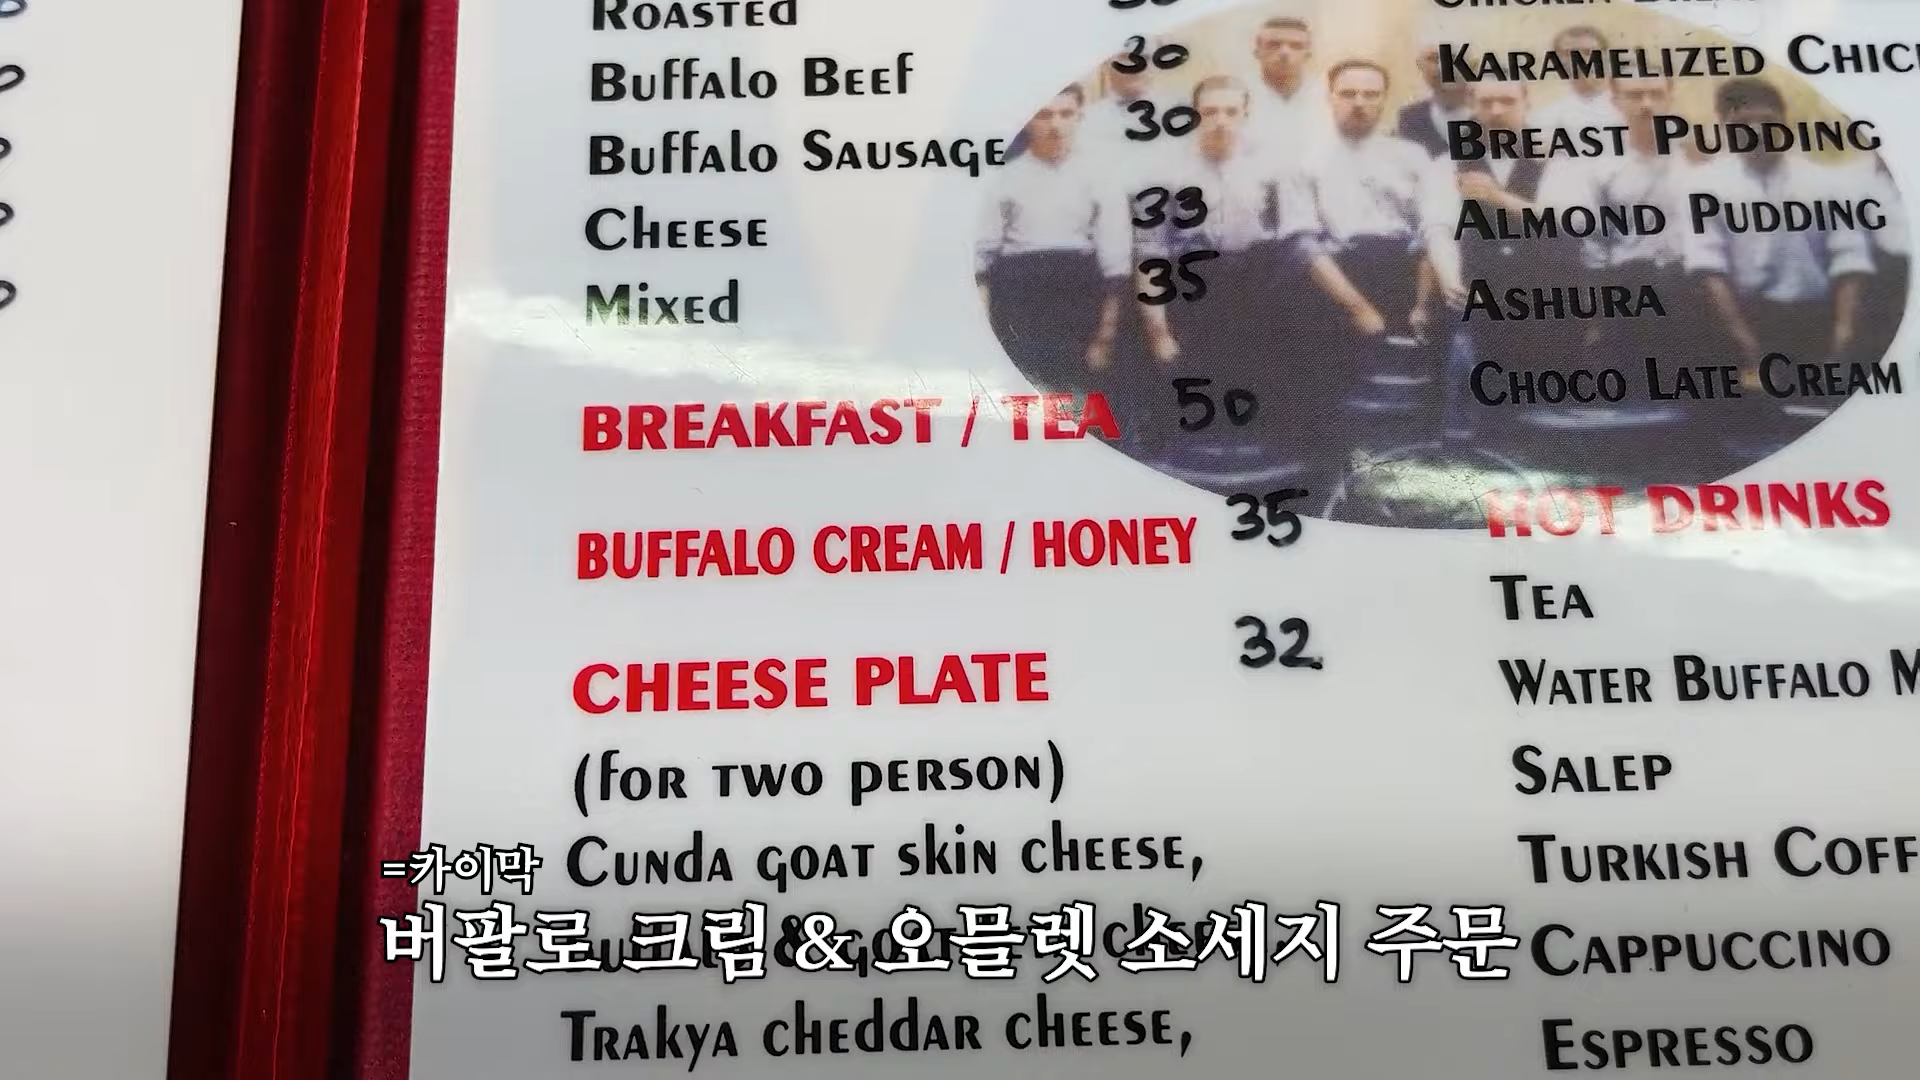 ROASTED
30
BUFFALO BEEF
30
BUFFALO SAUSAGE
33
CHEESE
35
MIXED
BREAKFAST / TEA 50
BUFFALO CREAM / HONEY 35
CHEESE PLATE 32
(FOR TWO PERSON)
CUNDA GOAT SKIN CHEESE,
TRAKYA CHEDDAR CHEESE,
KARAMELIZED
BREAST PUDDING
ALMOND PUDDING
ASHURA
CHOCO LATE CREAM
HOT DRINKS
TEA
WATER BUFFALO
SALEP
TURKISH
CAPPUCCINO
ESPRESSO
=카이막
버팔로 크림 & 오믈렛 소세지 주문